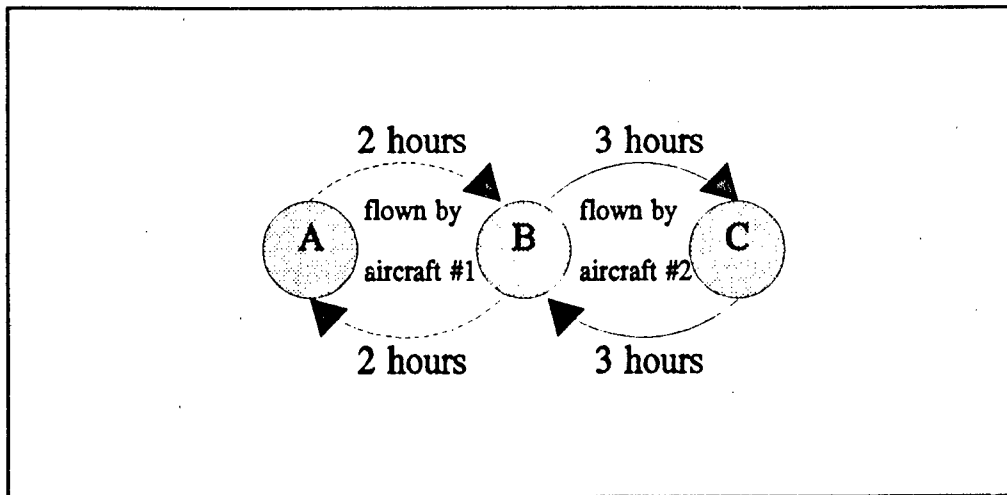 2 hours
3 hours
flown by
flown by
A
B
C
aircraft #1
aircraft #2
2 hours
3 hours